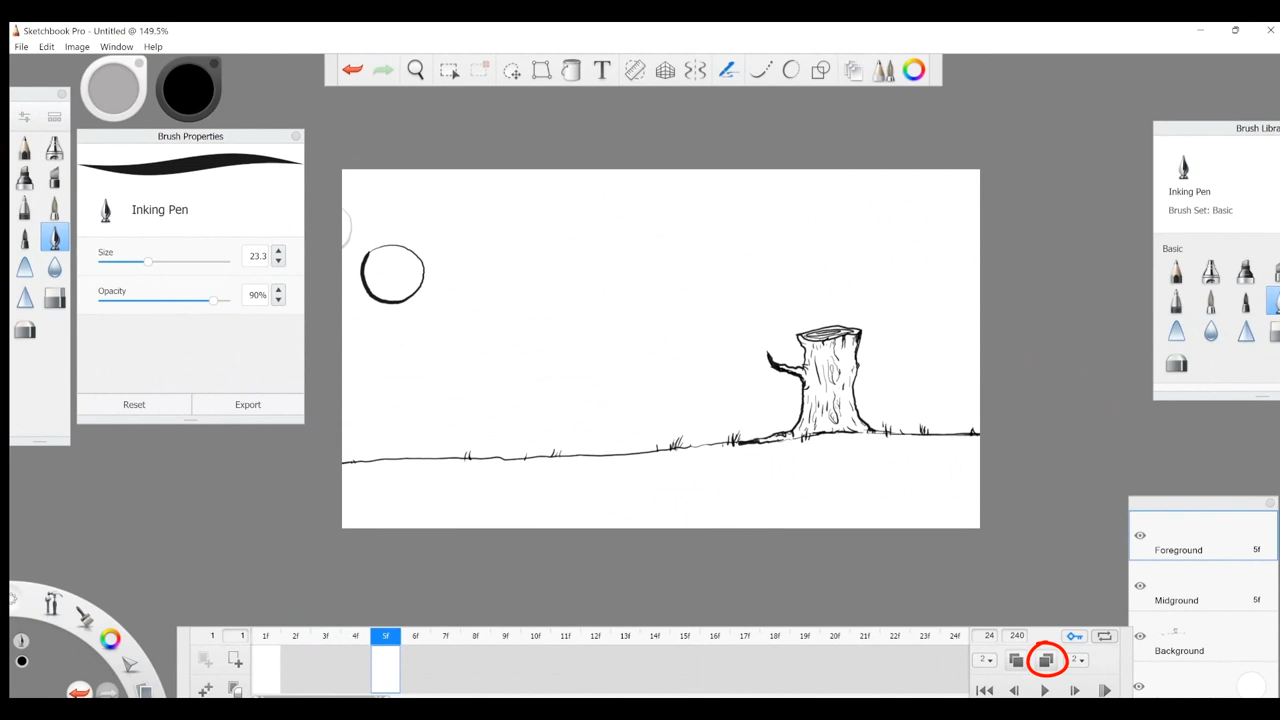 Sketchbook Pro - Untitled @ 149.5%
File Edit Image Window Help
T
Brush Properties
Inking Pen
Size 23.3
Opacity 90%
Reset Export
Brush Libra
Inking Pen
Brush Set: Basic
Basic
Foreground 5f
Midground 5f
Background
1 1 1f 2f 3f 4f 5f 6f 7f 8f 9f 10f 11f 12f 13f 14f 15f 16f 17f 18f 19f 20f 21f 22f 23f 24f 24 240
2 2